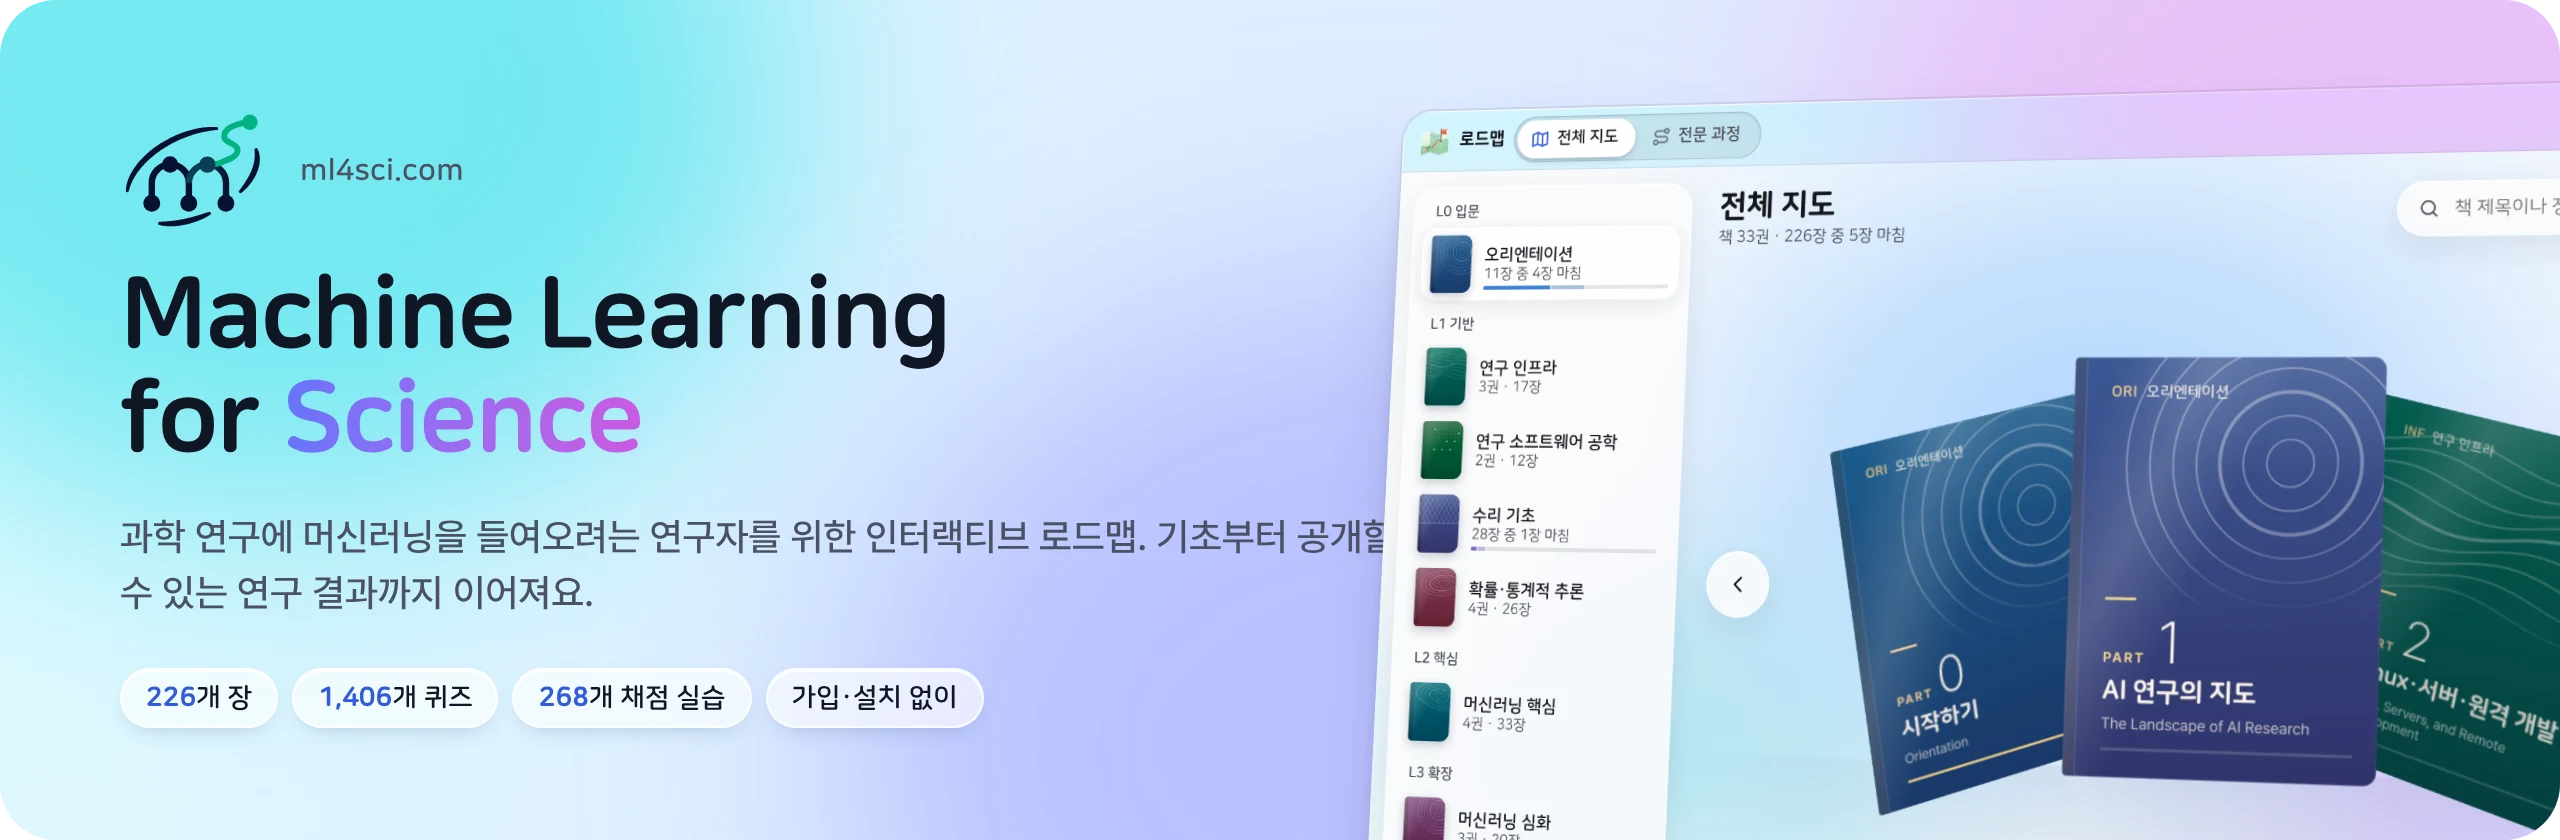 ml4sci.com
Machine Learning
for Science
과학 연구에 머신러닝을 들여오려는 연구자를 위한 인터랙티브 로드맵. 기초부터 공개할
수 있는 연구 결과까지 이어져요.
226개 장
1,406개 퀴즈
268개 채점 실습
가입·설치 없이
로드맵
전체 지도
전문 과정
L0 입문
오리엔테이션
11장 중 4장 마침
L1 기반
연구 인프라
3권 · 17장
연구 소프트웨어 공학
2권 · 12장
수리 기초
28장 중 1장 마침
확률·통계적 추론
4권 · 26장
L2 핵심
머신러닝 핵심
4권 · 33장
L3 확장
머신러닝 심화
3권 · 20장
전체 지도
책 33권 · 226장 중 5장 마침
책 제목이나
ORI 오리엔테이션
PART 0
시작하기
Orientation
ORI 오리엔테이션
PART 1
AI 연구의 지도
The Landscape of AI Research
INF 연구 인프라
2
서버·원격 개발
Servers, and Remote